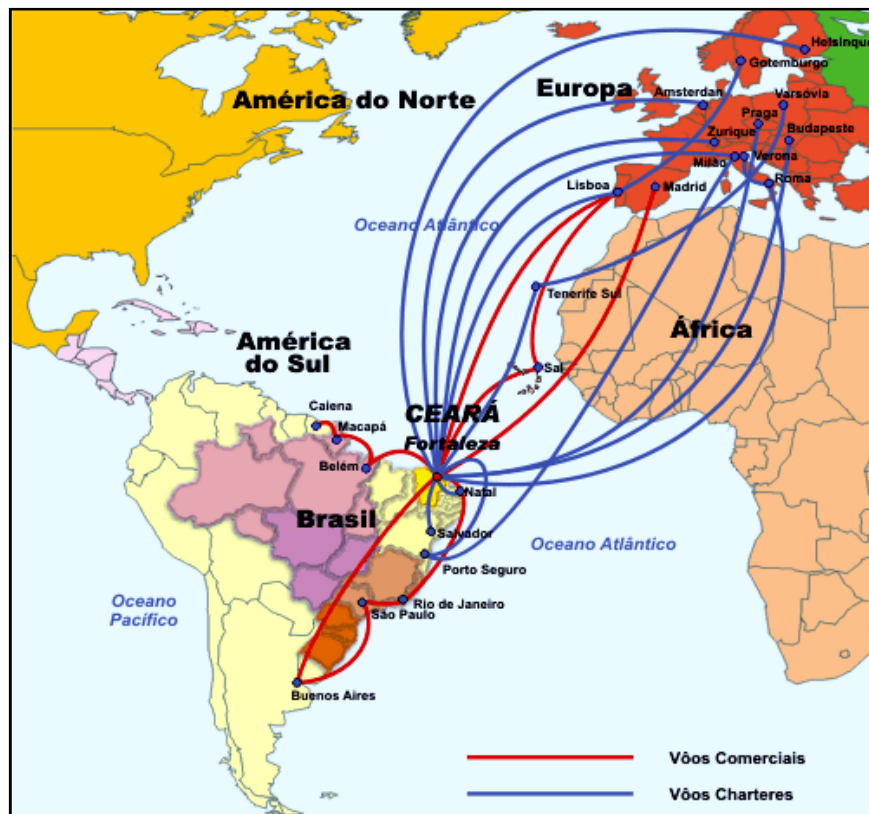 Helsinque
Gotemburgo
Europa
América do Norte
Amsterdan
Varsóvia
Praga
Zurique
Budapeste
Milão
Verona
Roma
Lisboa
Madrid
Oceano Atlântico
Tenerife Sul
África
América
do Sul
Sal
Caiena
CEARÁ
Macapá
Fortaleza
Belém
Natal
Brasil
Salvador
Oceano Atlântico
Porto Seguro
Oceano
Pacífico
Rio de Janeiro
São Paulo
Buenos Aires
Vôos Comerciais
Vôos Charteres